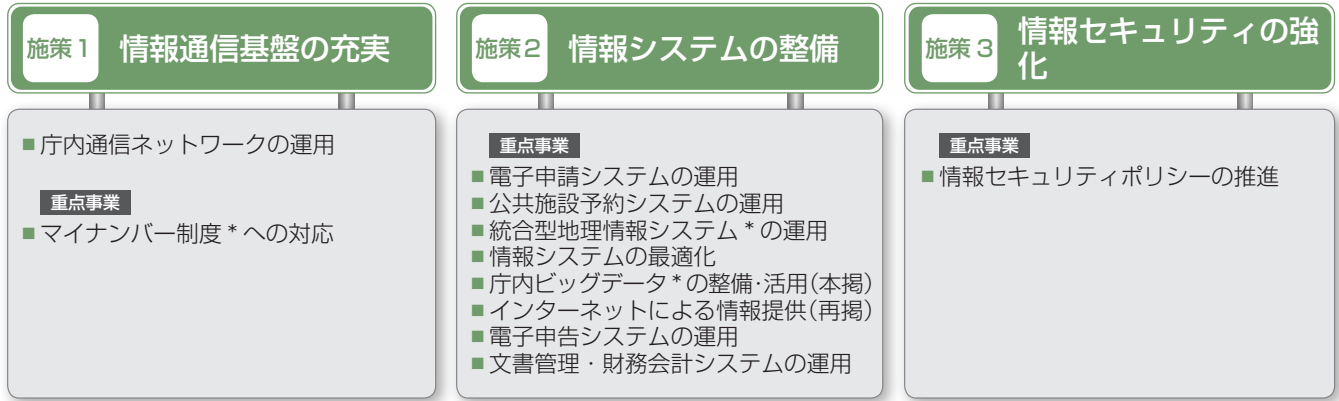 施策1 情報通信基盤の充実
■庁内通信ネットワークの運用
重点事業
■マイナンバー制度*への対応
施策2 情報システムの整備
重点事業
■電子申請システムの運用
■公共施設予約システムの運用
■統合型地理情報システム*の運用
■情報システムの最適化
■庁内ビッグデータ*の整備・活用(本掲)
■インターネットによる情報提供(再掲)
■電子申告システムの運用
■文書管理・財務会計システムの運用
施策3 情報セキュリティの強
化
重点事業
■情報セキュリティポリシーの推進